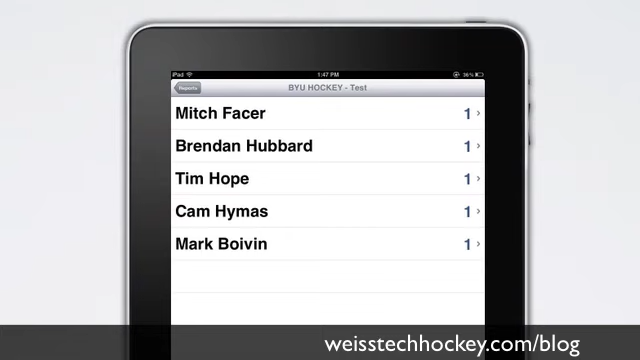 iPad 1:47 PM 36%
Reports BYU HOCKEY - Test
Mitch Facer 1
Brendan Hubbard 1
Tim Hope 1
Cam Hymas 1
Mark Boivin 1
weisstechhockey.com/blog